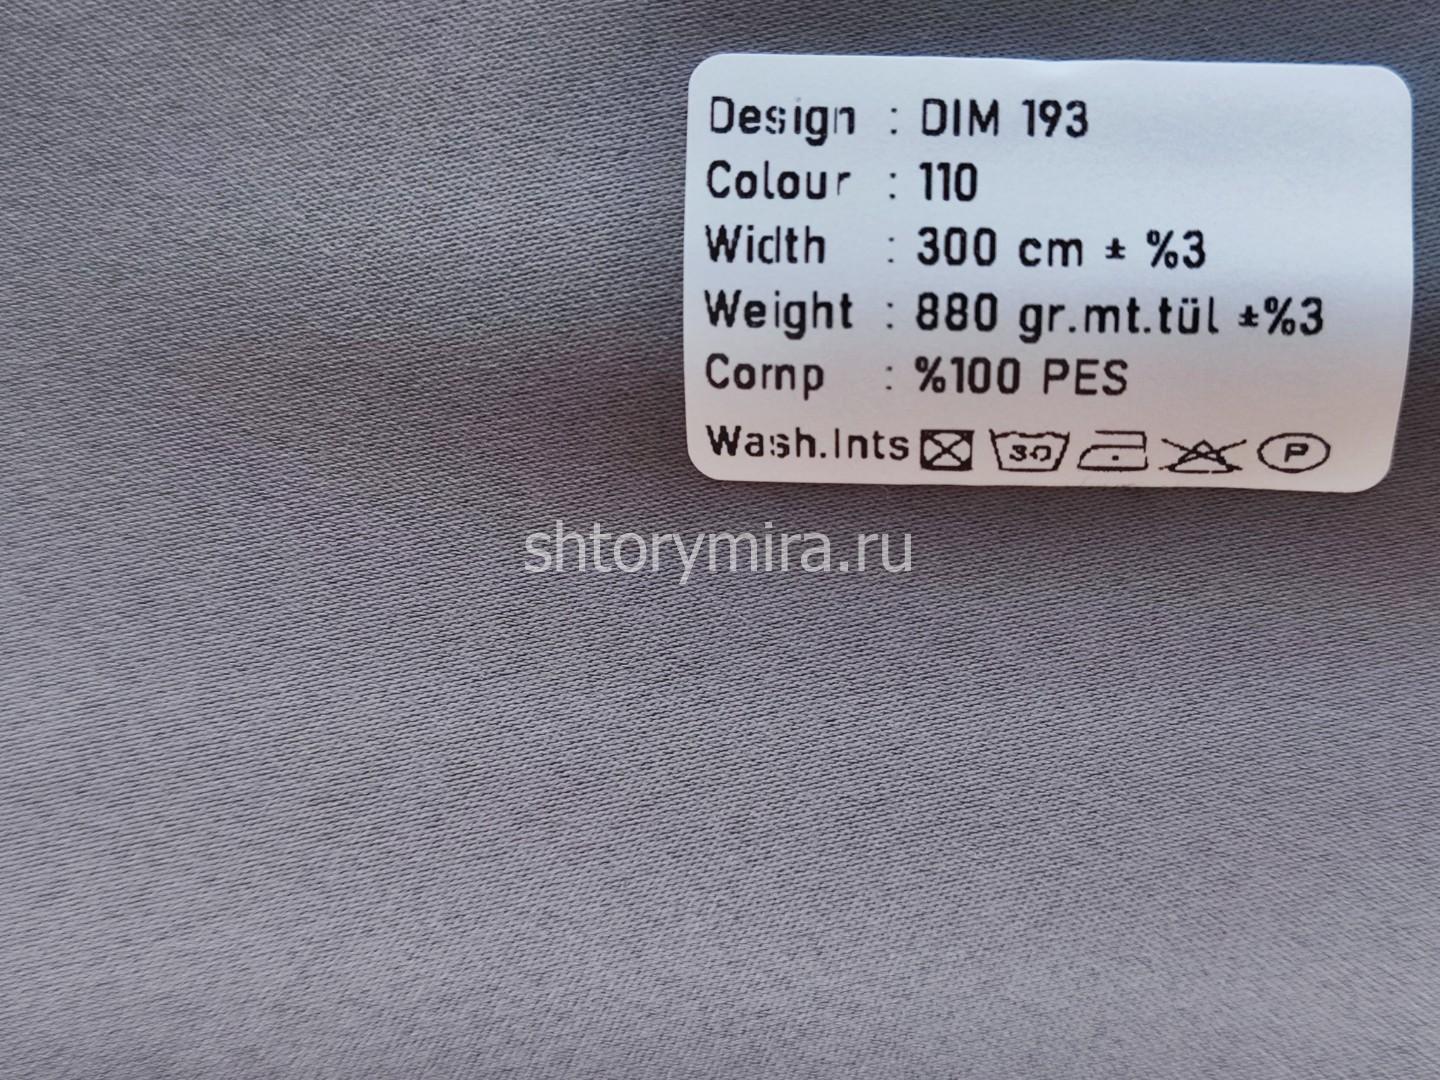 Design : DIM 193
Colour : 110
Width : 300 cm ± %3
Weight : 880 gr.mt.tül ±%3
Comp : %100 PES
Wash.Ints 30 P
shtorymira.ru